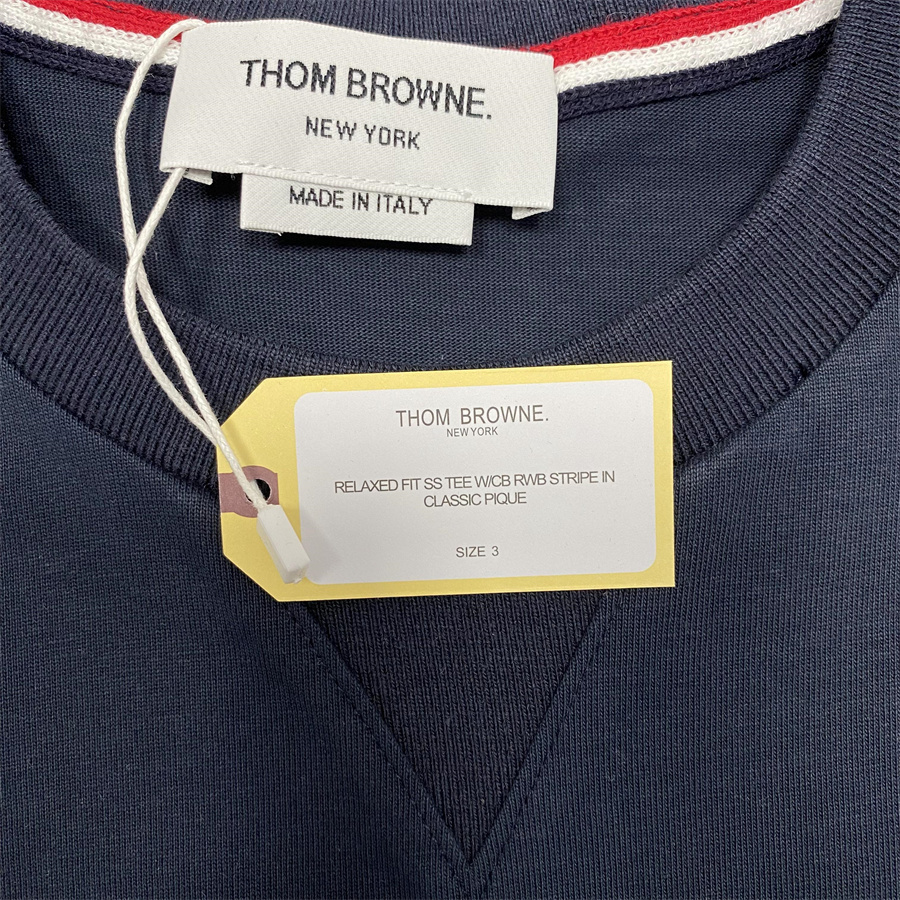 THOM BROWNE.
NEW YORK
MADE IN ITALY
THOM BROWNE.
NEW YORK
RELAXED FIT SS TEE W/CB RWB STRIPE IN
CLASSIC PIQUE
SIZE 3